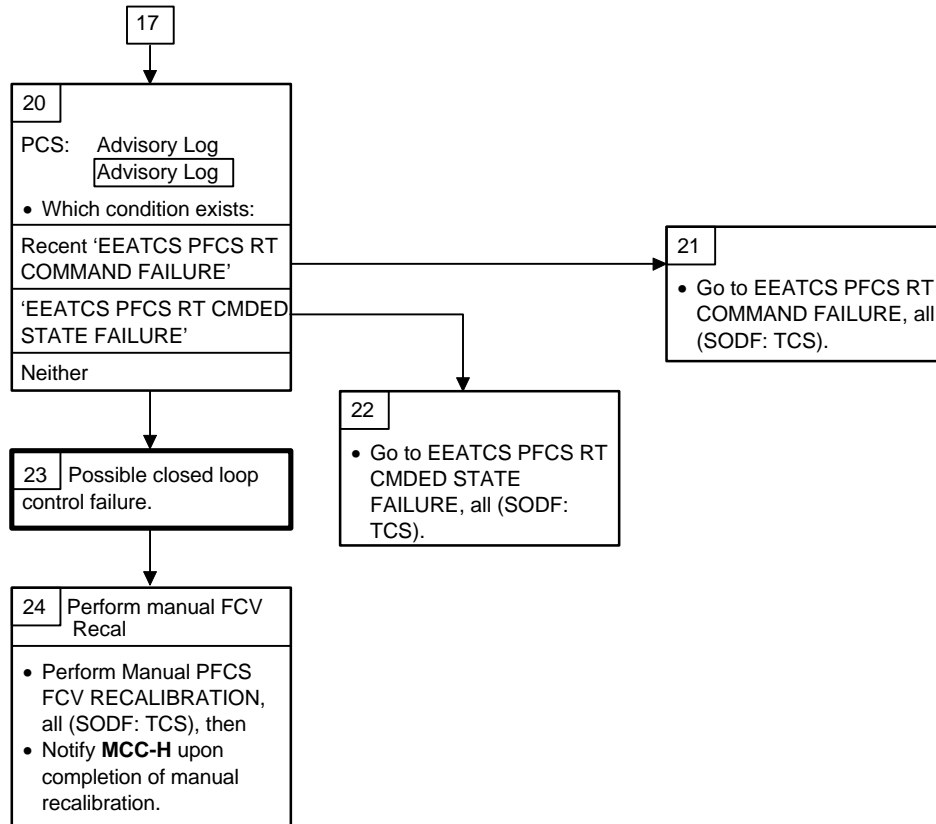 17
20
PCS: Advisory Log
Advisory Log
• Which condition exists:
Recent ‘EEATCS PFCS RT
COMMAND FAILURE’
‘EEATCS PFCS RT CMDED
STATE FAILURE’
Neither
21
• Go to EEATCS PFCS RT
COMMAND FAILURE, all
(SODF: TCS).
22
• Go to EEATCS PFCS RT
CMDED STATE
FAILURE, all (SODF:
TCS).
23 Possible closed loop
control failure.
24 Perform manual FCV
Recal
• Perform Manual PFCS
FCV RECALIBRATION,
all (SODF: TCS), then
• Notify MCC-H upon
completion of manual
recalibration.